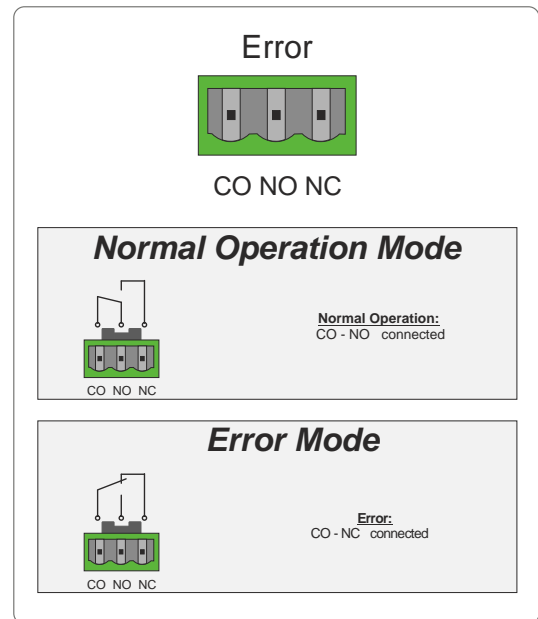 Error
CO NO NC
Normal Operation Mode
Normal Operation:
CO - NO connected
CO NO NC
Error Mode
Error:
CO - NC connected
CO NO NC